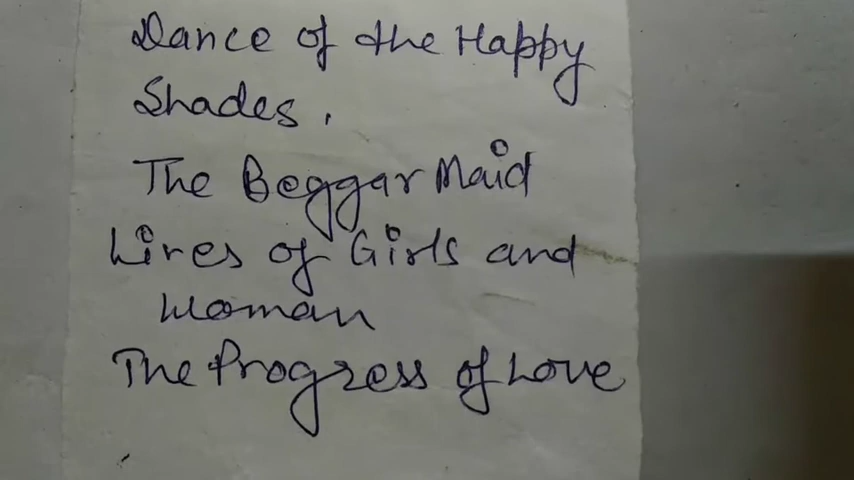 Dance of the Happy
Shades.
The Beggar Maid
Lives of Girls and
Woman
The Progress of Love